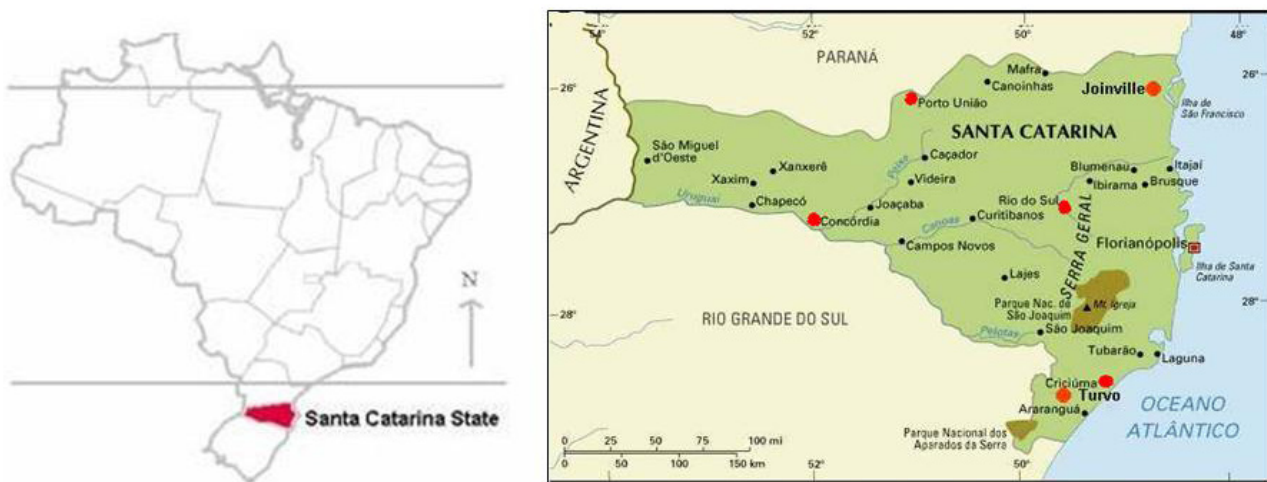 N
Santa Catarina State
54°
52°
50°
48°
PARANÁ
Mafra
Canoinhas
26°
26°
Joinville
Ilha de
São Francisco
Porto União
SANTA CATARINA
ARGENTINA
São Miguel
d'Oeste
Xanxerê
Xaxim
Chapecó
Uruguai
Peixe
Caçador
Videira
Joaçaba
Concórdia
Blumenau
Itajaí
Ibirama
Brusque
Rio do Sul
Canoas
Curitibanos
Campos Novos
SERRA GERAL
Florianópolis
Ilha de Santa
Catarina
Lajes
Parque Nac. de
São Joaquim
Mt. Igreja
28°
28°
RIO GRANDE DO SUL
Pelotas
São Joaquim
Tubarão
Laguna
Criciúma
Turvo
Araranguá
OCEANO
ATLÂNTICO
Parque Nacional dos
Aparados da Serra
0 25 50 75 100 mi
0 50 100 150 km
52°
50°